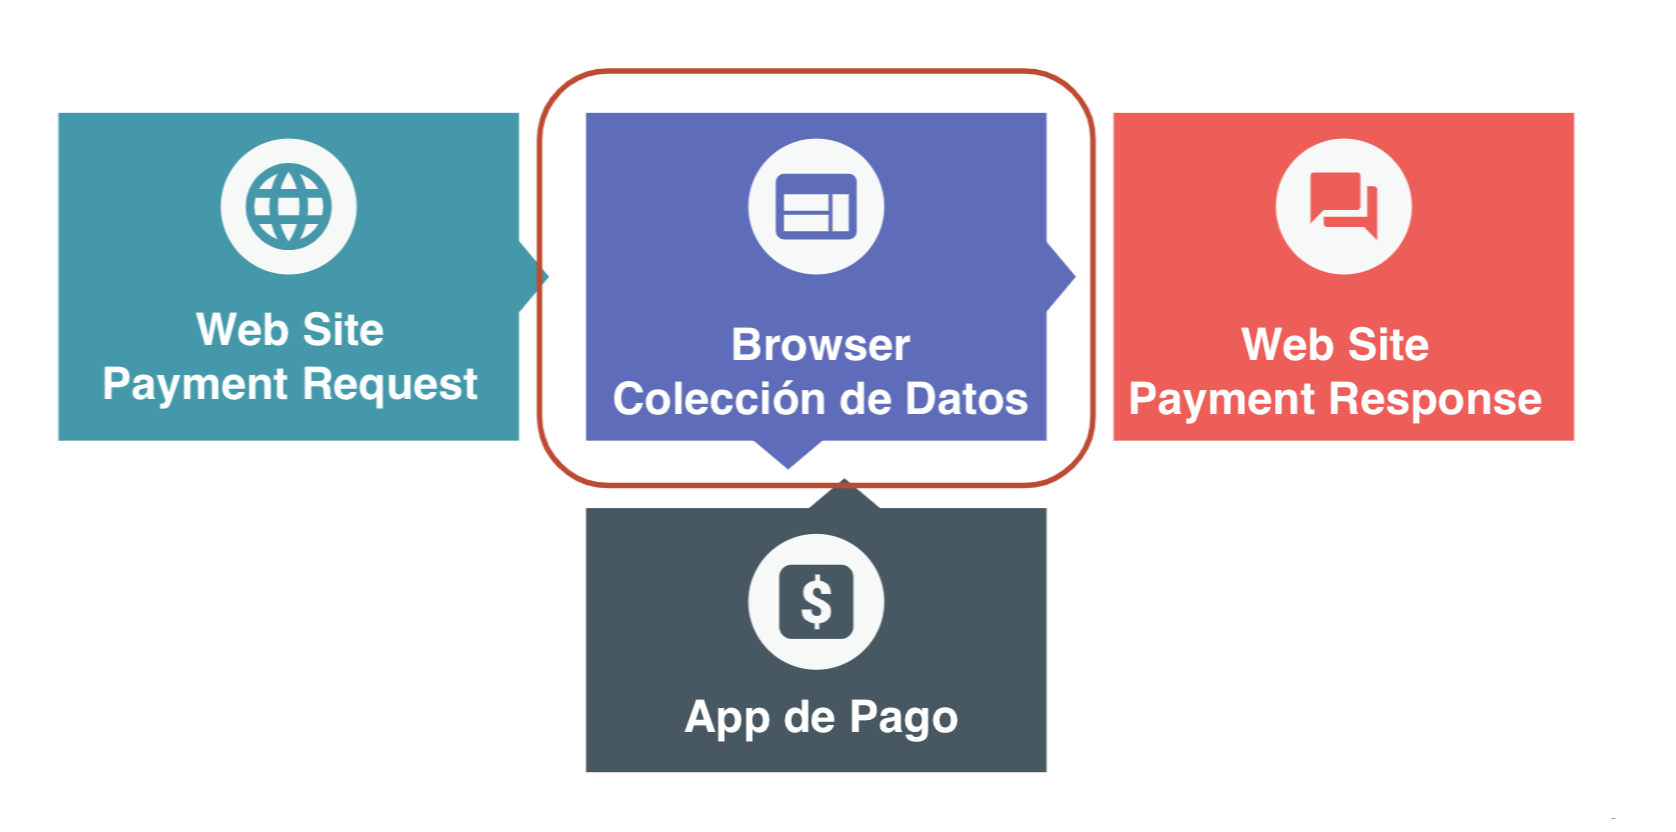 Web Site
Payment Request
Browser
Colección de Datos
Web Site
Payment Response
$
App de Pago